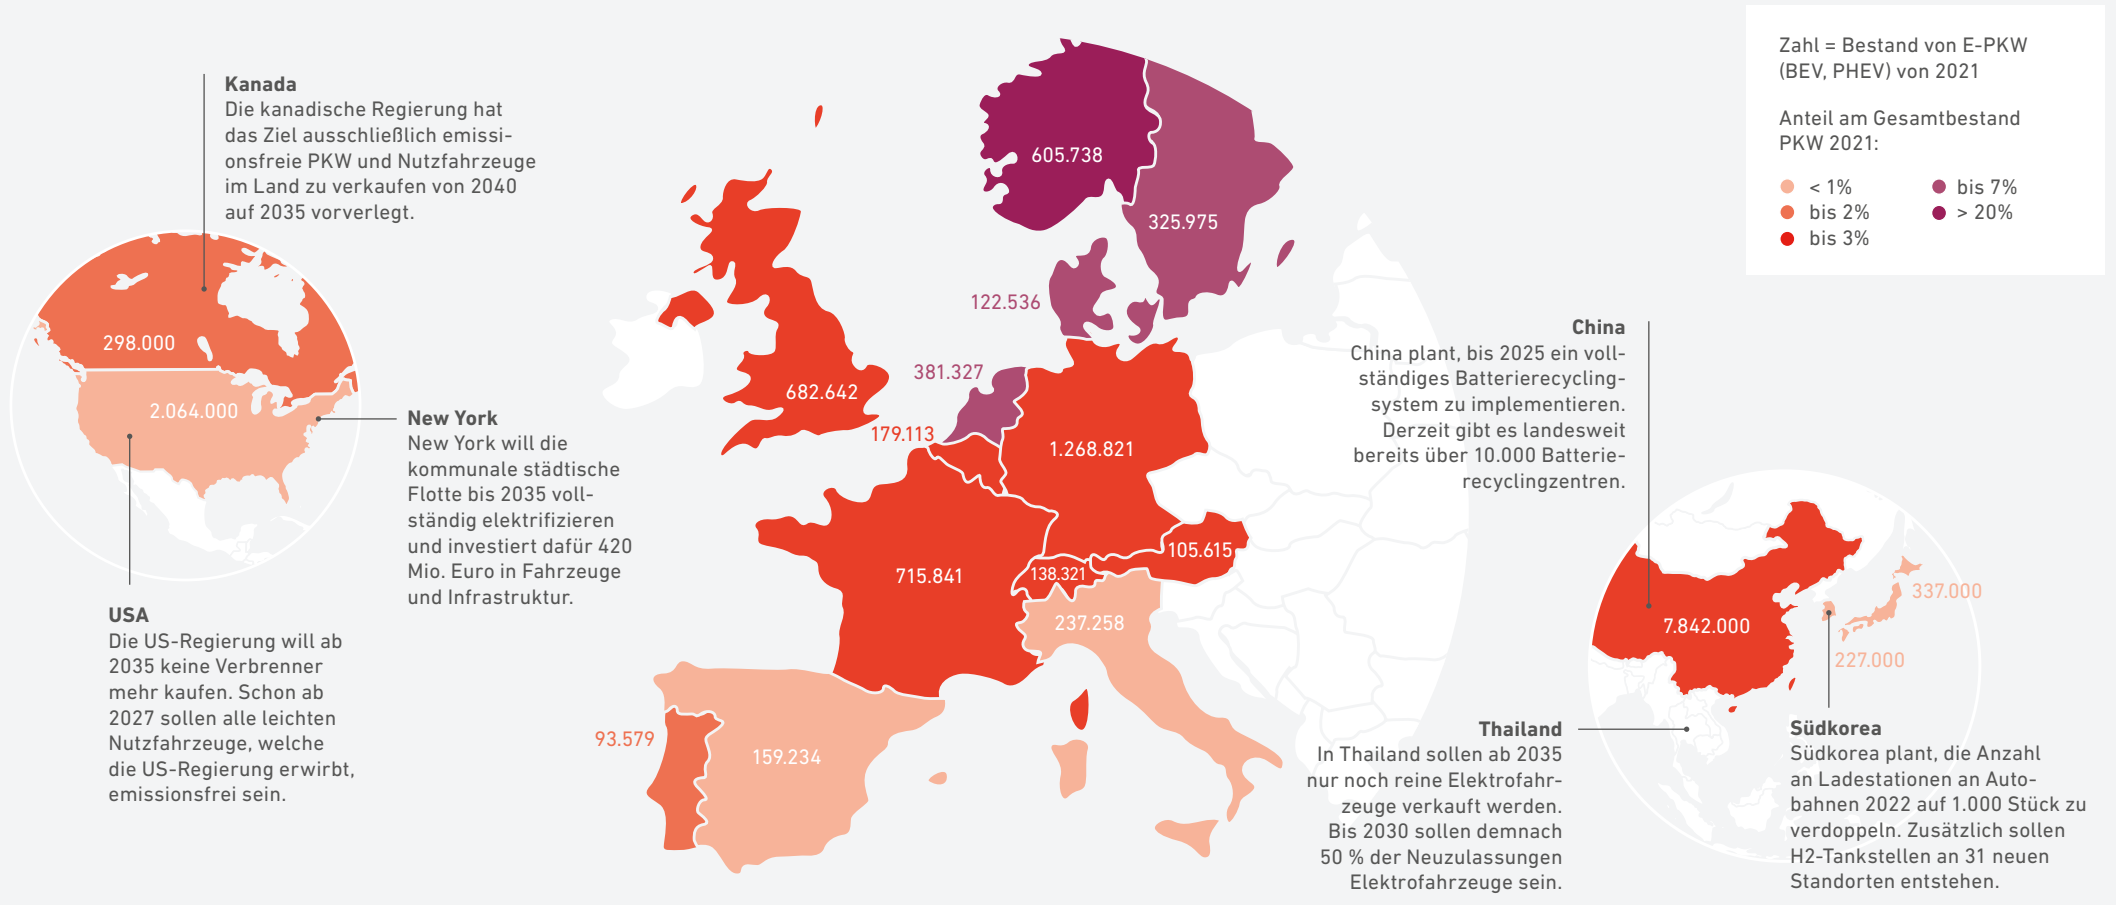 Kanada
Die kanadische Regierung hat
das Ziel ausschließlich emissi-
onsfreie PKW und Nutzfahrzeuge
im Land zu verkaufen von 2040
auf 2035 vorverlegt.
298.000
2.064.000
New York
New York will die
kommunale städtische
Flotte bis 2035 voll-
ständig elektrifizieren
und investiert dafür 420
Mio. Euro in Fahrzeuge
und Infrastruktur.
USA
Die US-Regierung will ab
2035 keine Verbrenner
mehr kaufen. Schon ab
2027 sollen alle leichten
Nutzfahrzeuge, welche
die US-Regierung erwirbt,
emissionsfrei sein.
605.738
325.975
122.536
381.327
682.642
179.113
1.268.821
105.615
138.321
715.841
237.258
93.579
159.234
Zahl = Bestand von E-PKW
(BEV, PHEV) von 2021
Anteil am Gesamtbestand
PKW 2021:
< 1%
bis 2%
bis 3%
bis 7%
> 20%
China
China plant, bis 2025 ein voll-
ständiges Batterierecycling-
system zu implementieren.
Derzeit gibt es landesweit
bereits über 10.000 Batterie-
recyclingzentren.
7.842.000
337.000
227.000
Thailand
In Thailand sollen ab 2035
nur noch reine Elektrofahr-
zeuge verkauft werden.
Bis 2030 sollen demnach
50 % der Neuzulassungen
Elektrofahrzeuge sein.
Südkorea
Südkorea plant, die Anzahl
an Ladestationen an Auto-
bahnen 2022 auf 1.000 Stück zu
verdoppeln. Zusätzlich sollen
H2-Tankstellen an 31 neuen
Standorten entstehen.